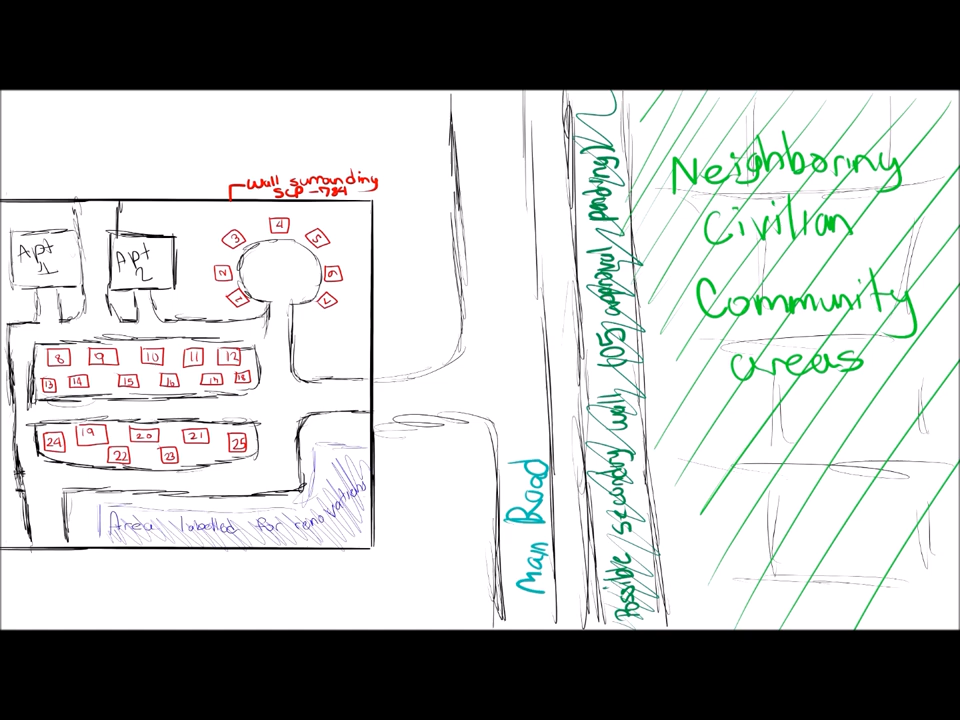 Wall surrounding
SCP-784
Apt
1
Apt
2
1
2
3
4
5
6
7
8
9
10
11
12
13
14
15
16
17
18
24
19
20
21
25
22
23
Area labelled for renovations
Main Road
Possible secondary wall (05 approval pending)
Neighboring
Civilian
Community
areas